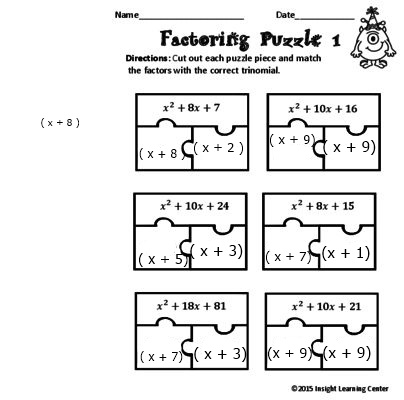 Name Date
Factoring Puzzle 1
Directions: Cut out each puzzle piece and match
the factors with the correct trinomial.
( x + 8 )
x² + 8x + 7
( x + 8 ) ( x + 2 )
x² + 10x + 16
( x + 9) (x + 9)
x² + 10x + 24
( x + 5) (x + 3)
x² + 8x + 15
( x + 7) (x + 1)
x² + 18x + 81
( x + 7) ( x + 3)
x² + 10x + 21
(x + 9) (x + 9)
©2015 Insight Learning Center